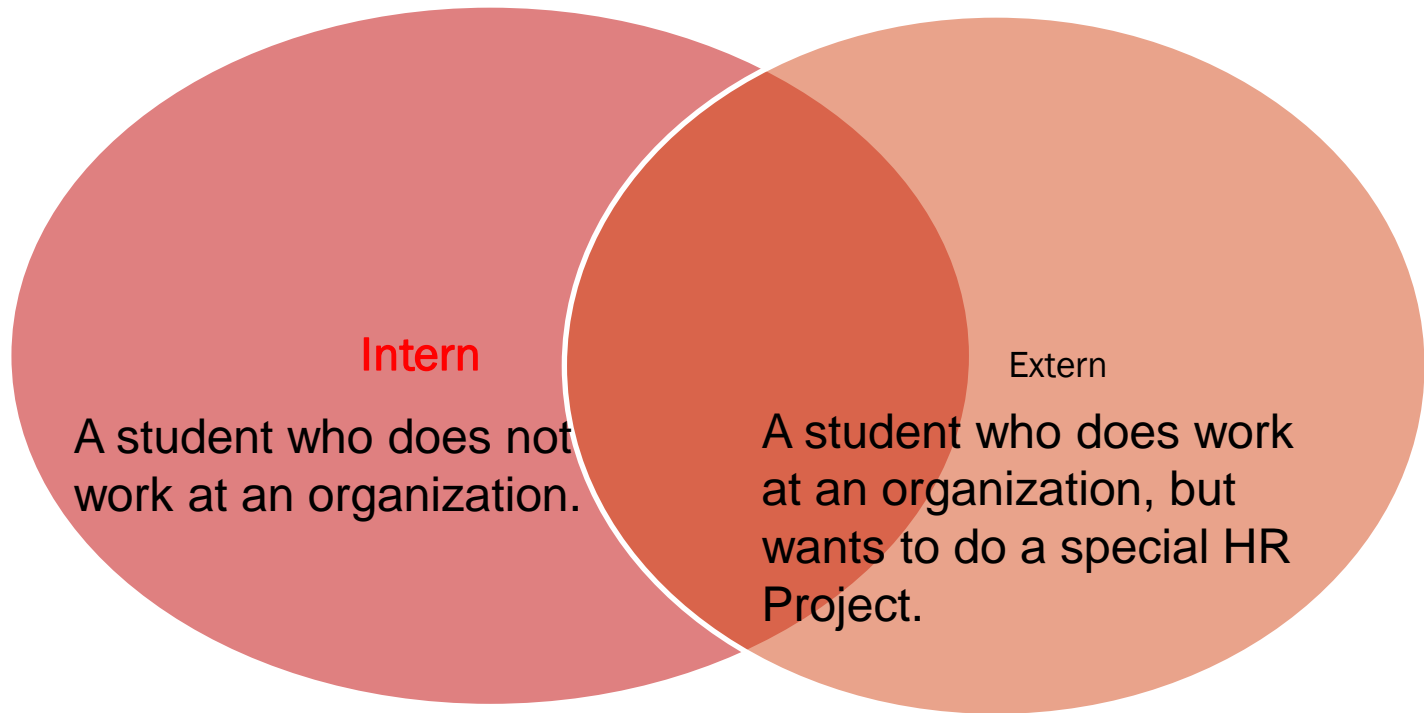 Intern
A student who does not
work at an organization.
Extern
A student who does work
at an organization, but
wants to do a special HR
Project.